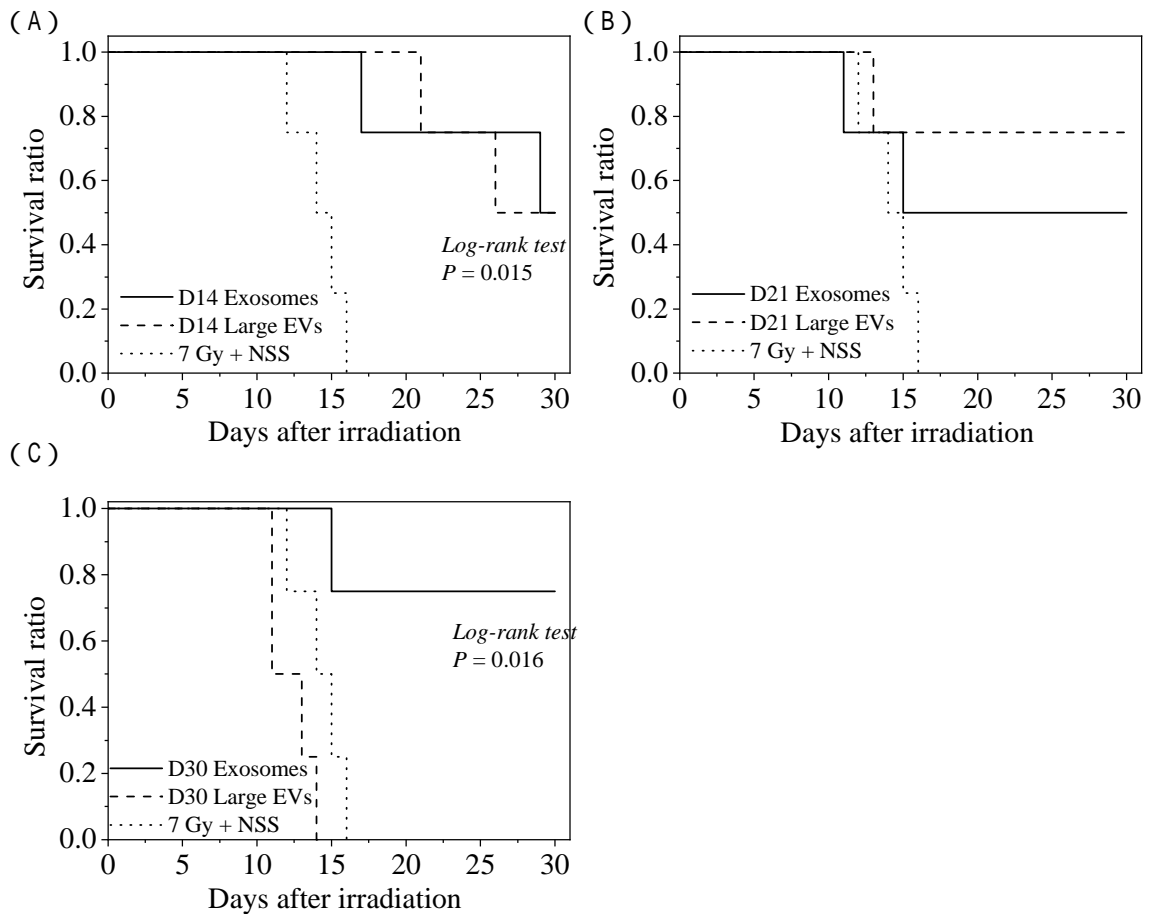 (A)
1.0
0.8
0.6
0.4
0.2
0.0
Survival ratio
Log-rank test
P = 0.015
D14 Exosomes
D14 Large EVs
7 Gy + NSS
0 5 10 15 20 25 30
Days after irradiation
(B)
1.0
0.8
0.6
0.4
0.2
0.0
Survival ratio
D21 Exosomes
D21 Large EVs
7 Gy + NSS
0 5 10 15 20 25 30
Days after irradiation
(C)
1.0
0.8
0.6
0.4
0.2
0.0
Survival ratio
Log-rank test
P = 0.016
D30 Exosomes
D30 Large EVs
7 Gy + NSS
0 5 10 15 20 25 30
Days after irradiation